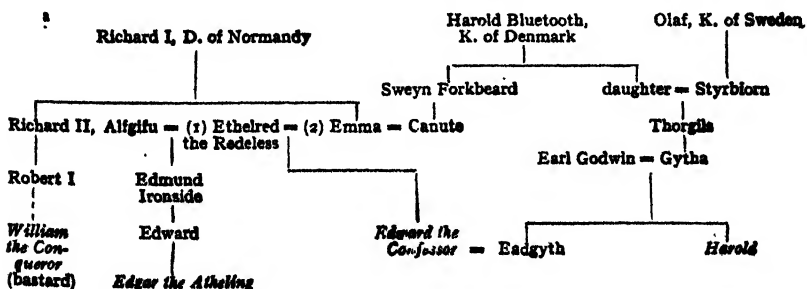 a
Harold Bluetooth, Olaf, K. of Sweden
Richard I, D. of Normandy K. of Denmark
Sweyn Forkbeard daughter = Styrbiorn
Richard II, Alfgifu = (1) Ethelred = (2) Emma = Canute Thorgils
the Redeless
Earl Godwin = Gytha
Robert I Edmund
Ironside
William Edward the
the Con- Edward Confessor = Eadgyth Harold
queror
(bastard) Edgar the Atheling